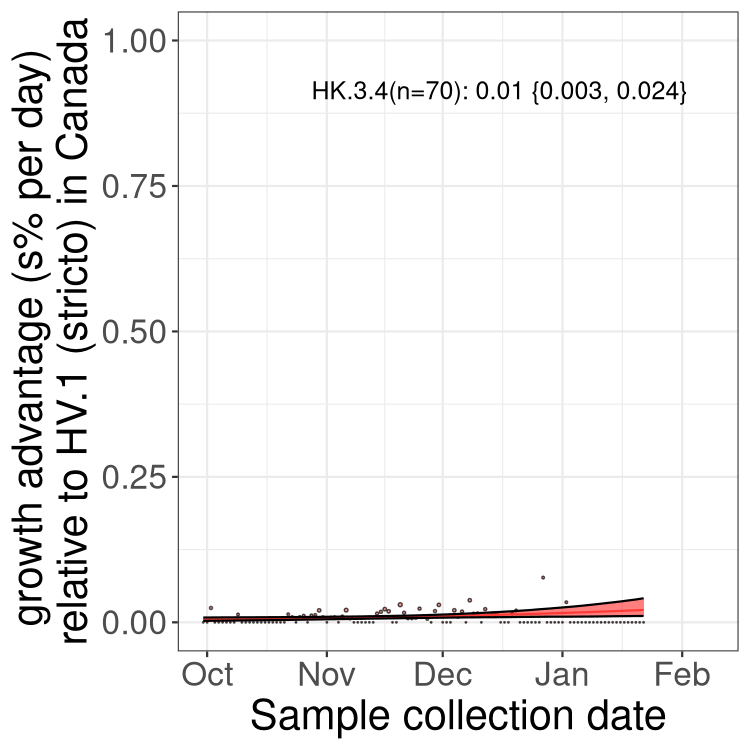 growth advantage (s% per day)
relative to HV.1 (stricto) in Canada
1.00
0.75
0.50
0.25
0.00
HK.3.4(n=70): 0.01 {0.003, 0.024}
Oct
Nov
Dec
Jan
Feb
Sample collection date